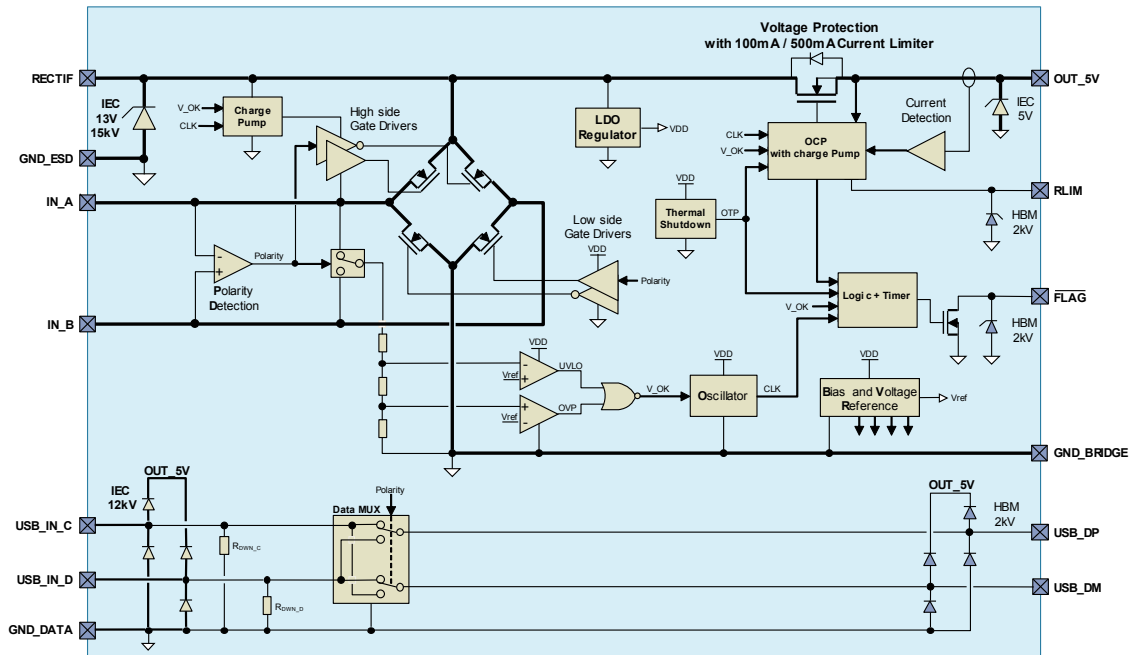 Voltage Protection
with 100mA / 500mA Current Limiter
RECTIF
OUT_5V
IEC
13V
15kV
V_OK
CLK
Charge
Pump
High side
Gate Drivers
LDO
Regulator
VDD
CLK
V_OK
OCP
with charge Pump
Current
Detection
IEC
5V
GND_ESD
RLIM
IN_A
VDD
Thermal
Shutdown
OTP
HBM
2kV
Low side
Gate Drivers
VDD
-
+
Polarity
Polarity
Detection
Polarity
Logic + Timer
V_OK
FLAG
HBM
2kV
IN_B
VDD
-
+
Vref
UVLO
+
-
Vref
OVP
V_OK
VDD
Oscillator
CLK
VDD
Bias and Voltage
Reference
Vref
GND_BRIDGE
OUT_5V
IEC
12kV
Polarity
Data MUX
OUT_5V
HBM
2kV
USB_IN_C
RDWN_C
USB_DP
USB_IN_D
RDWN_D
USB_DM
GND_DATA